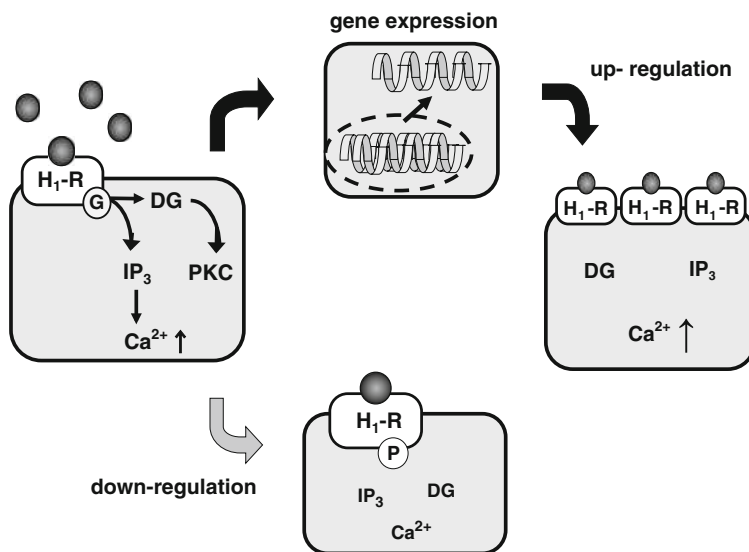 gene expression
up- regulation
H₁-R
G
DG
IP₃
PKC
Ca²⁺ ↑
H₁-R
H₁-R
H₁-R
DG
IP₃
Ca²⁺ ↑
down-regulation
H₁-R
P
IP₃
DG
Ca²⁺